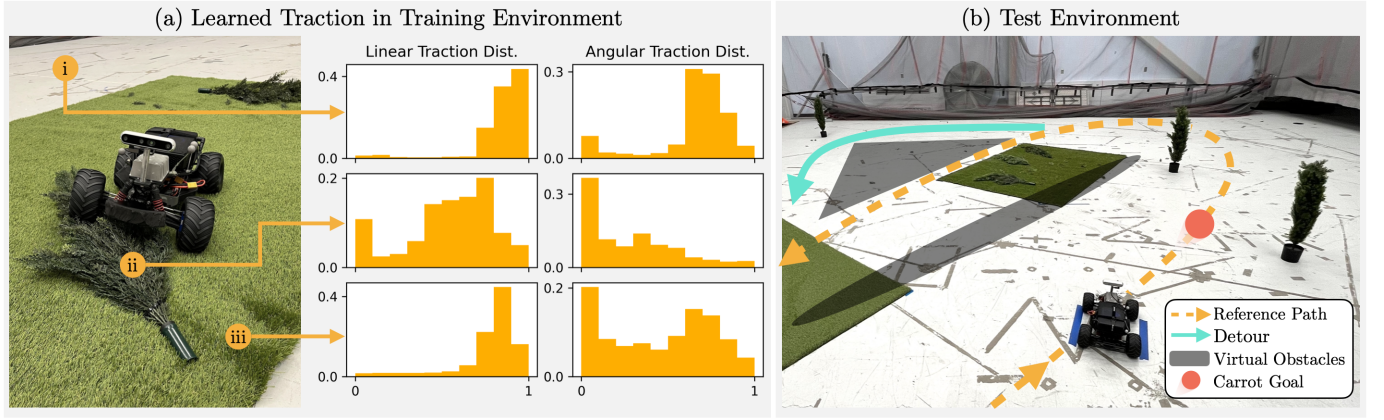 (a) Learned Traction in Training Environment
(b) Test Environment
Linear Traction Dist.
Angular Traction Dist.
i
0.4
0.0
0.3
0.0
ii
0.2
0.0
0.3
0.0
iii
0.4
0.0
0 1
0.2
0.0
0 1
Reference Path
Detour
Virtual Obstacles
Carrot Goal